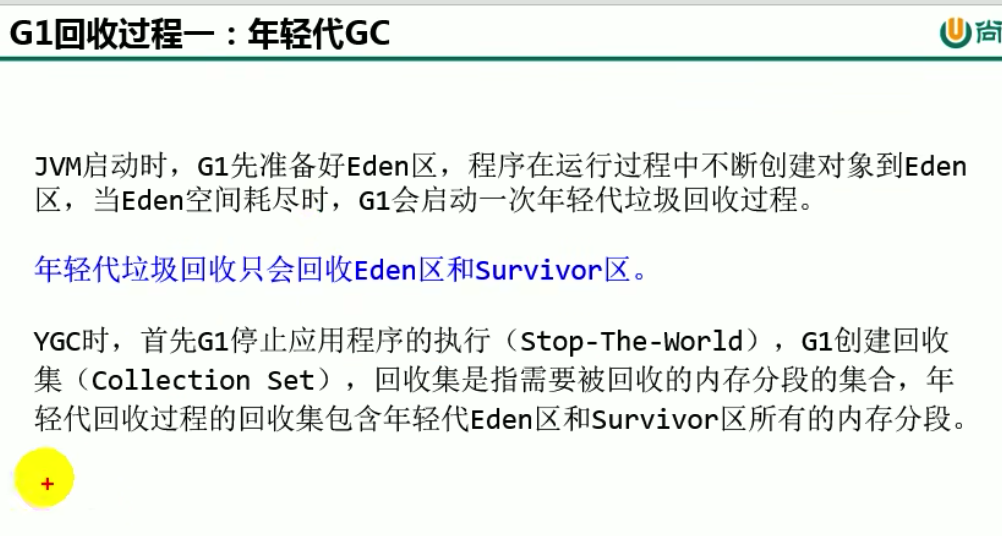 G1回收过程一：年轻代GC
尚
JVM启动时，G1先准备好Eden区，程序在运行过程中不断创建对象到Eden
区，当Eden空间耗尽时，G1会启动一次年轻代垃圾回收过程。
年轻代垃圾回收只会回收Eden区和Survivor区。
YGC时，首先G1停止应用程序的执行（Stop-The-World），G1创建回收
集（Collection Set），回收集是指需要被回收的内存分段的集合，年
轻代回收过程的回收集包含年轻代Eden区和Survivor区所有的内存分段。